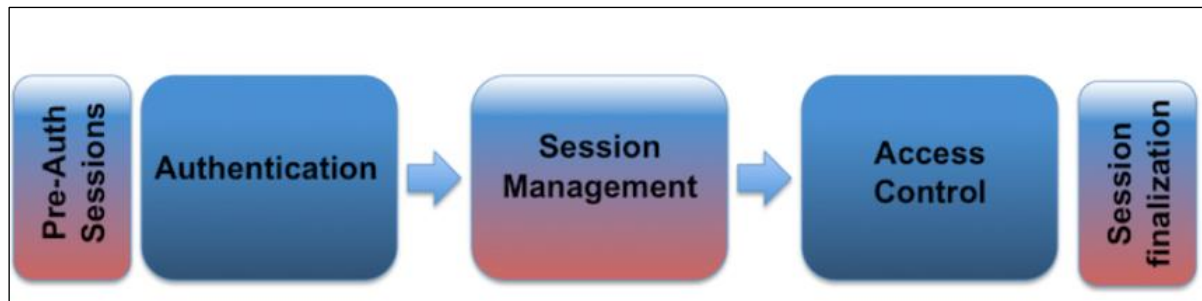 Pre-Auth
Sessions
Authentication
Session
Management
Access
Control
Session
finalization